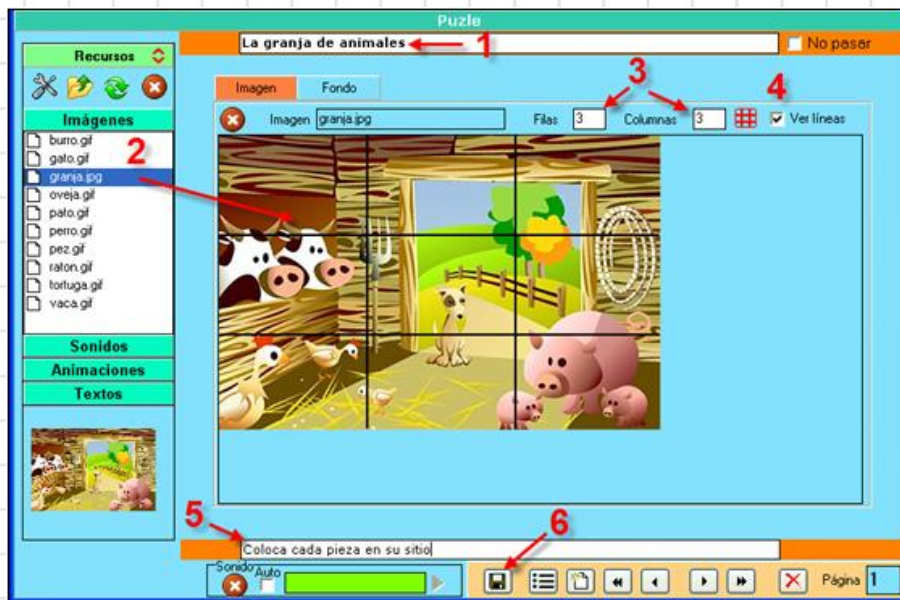 Puzle
La granja de animales
1
No pasar
Recursos
Imagen
Fondo
3
4
Imágenes
Imagen
granja.jpg
Filas
3
Columnas
3
Ver líneas
burro.gif
gato.gif
granja.jpg
oveja.gif
pato.gif
perro.gif
pez.gif
raton.gif
tortuga.gif
vaca.gif
2
Sonidos
Animaciones
Textos
5
6
Coloca cada pieza en su sitio
Sonido
Auto
Página
1